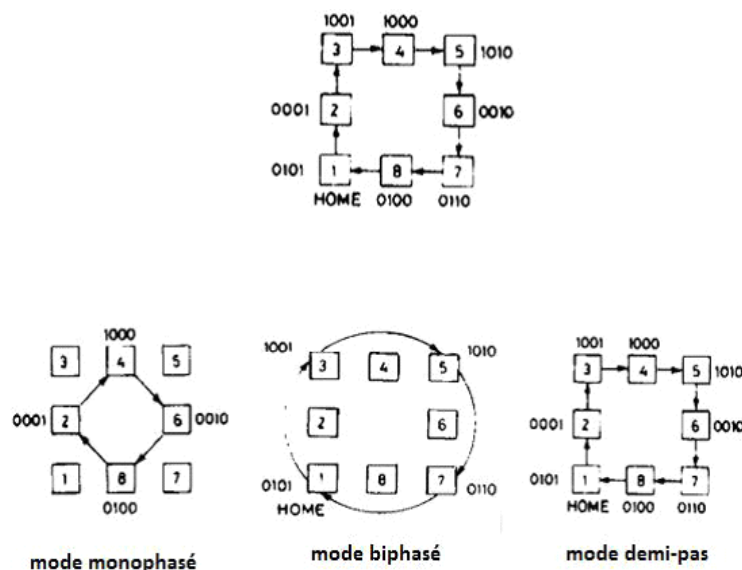 1001 1000
3 4 5 1010
0001 2 6 0010
0101 1 8 7
HOME 0100 0110
1000
3 4 5
0001 2 6 0010
1 8 7
0100
mode monophasé
1001 3 4 5 1010
2 6
0101 1 8 7 0110
HOME
mode biphasé
1001 1000
3 4 5 1010
0001 2 6 0010
0101 1 8 7
HOME 0100 0110
mode demi-pas